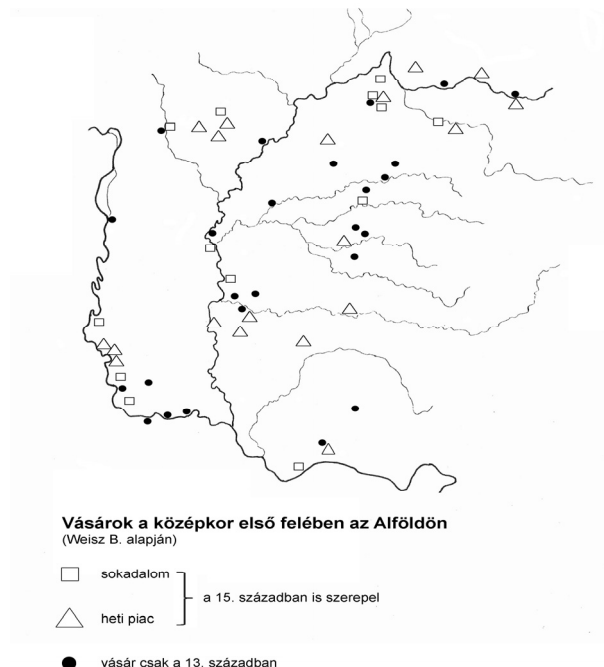 Vásárok a középkor első felében az Alföldön
(Weisz B. alapján)
sokadalom
a 15. században is szerepel
heti piac
vásár csak a 13. században